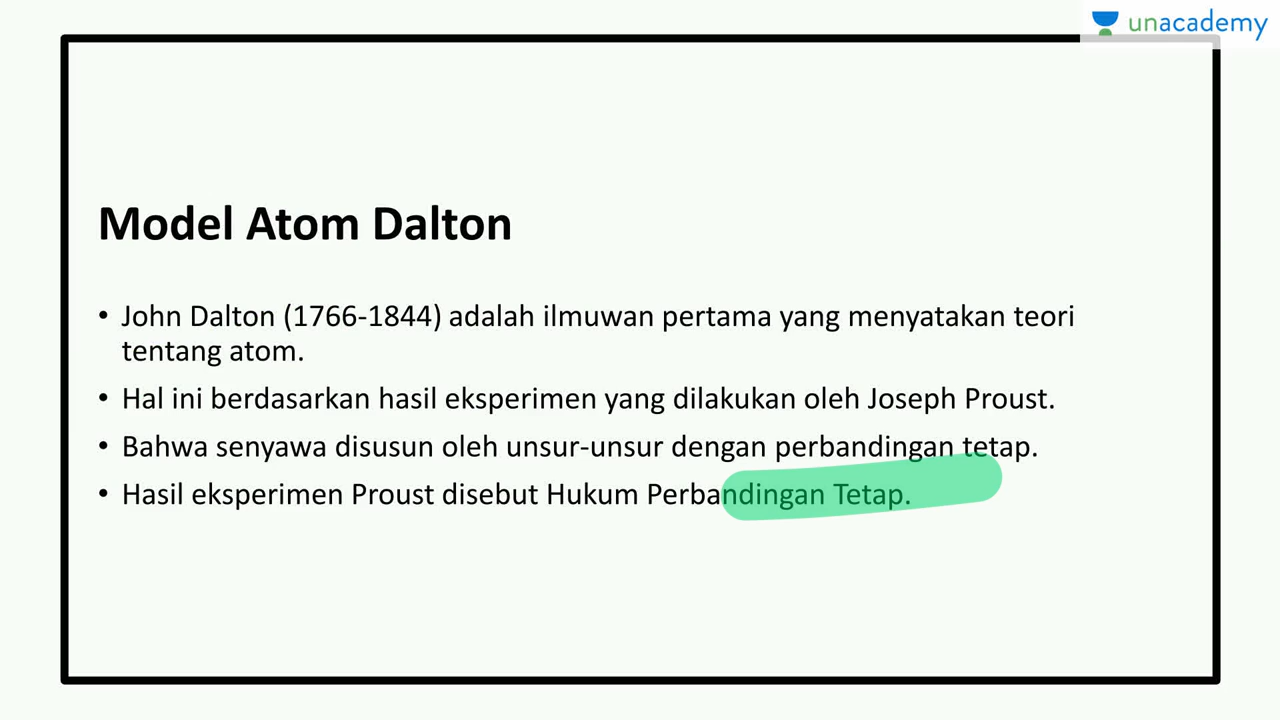 unacademy
Model Atom Dalton
• John Dalton (1766-1844) adalah ilmuwan pertama yang menyatakan teori
tentang atom.
• Hal ini berdasarkan hasil eksperimen yang dilakukan oleh Joseph Proust.
• Bahwa senyawa disusun oleh unsur-unsur dengan perbandingan tetap.
• Hasil eksperimen Proust disebut Hukum Perbandingan Tetap.